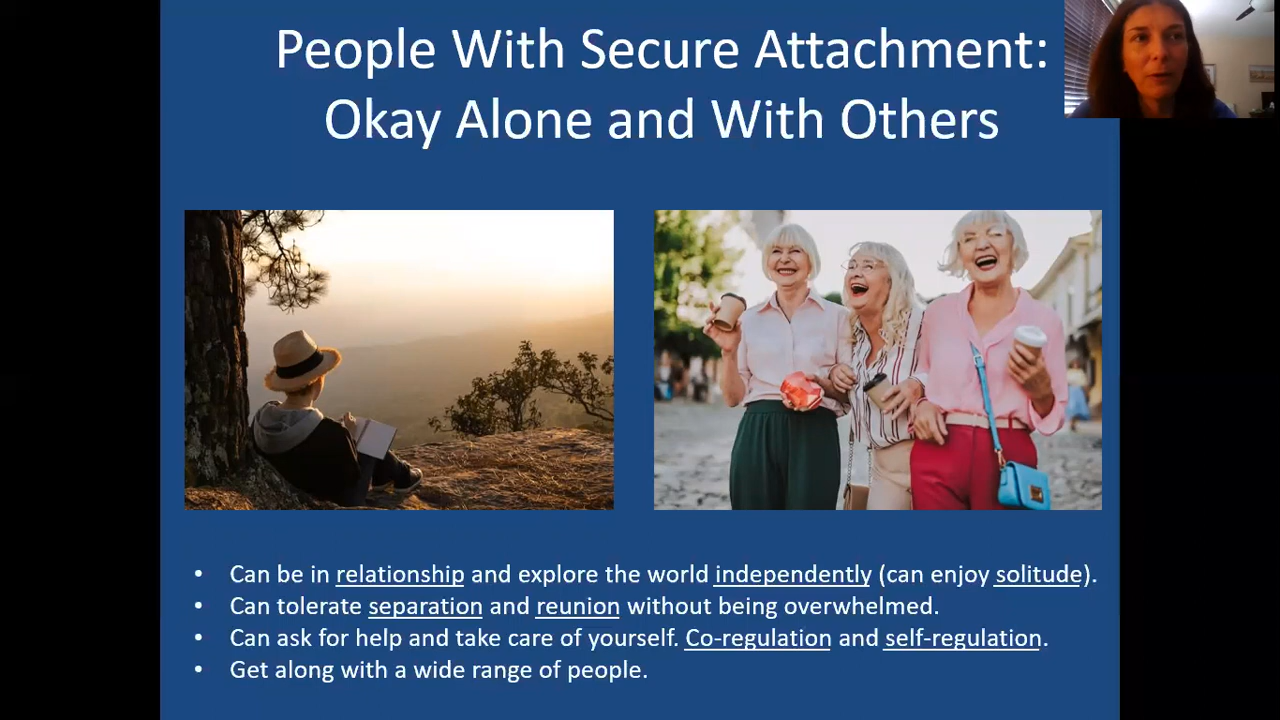 People With Secure Attachment:
Okay Alone and With Others
• Can be in relationship and explore the world independently (can enjoy solitude).
• Can tolerate separation and reunion without being overwhelmed.
• Can ask for help and take care of yourself. Co-regulation and self-regulation.
• Get along with a wide range of people.